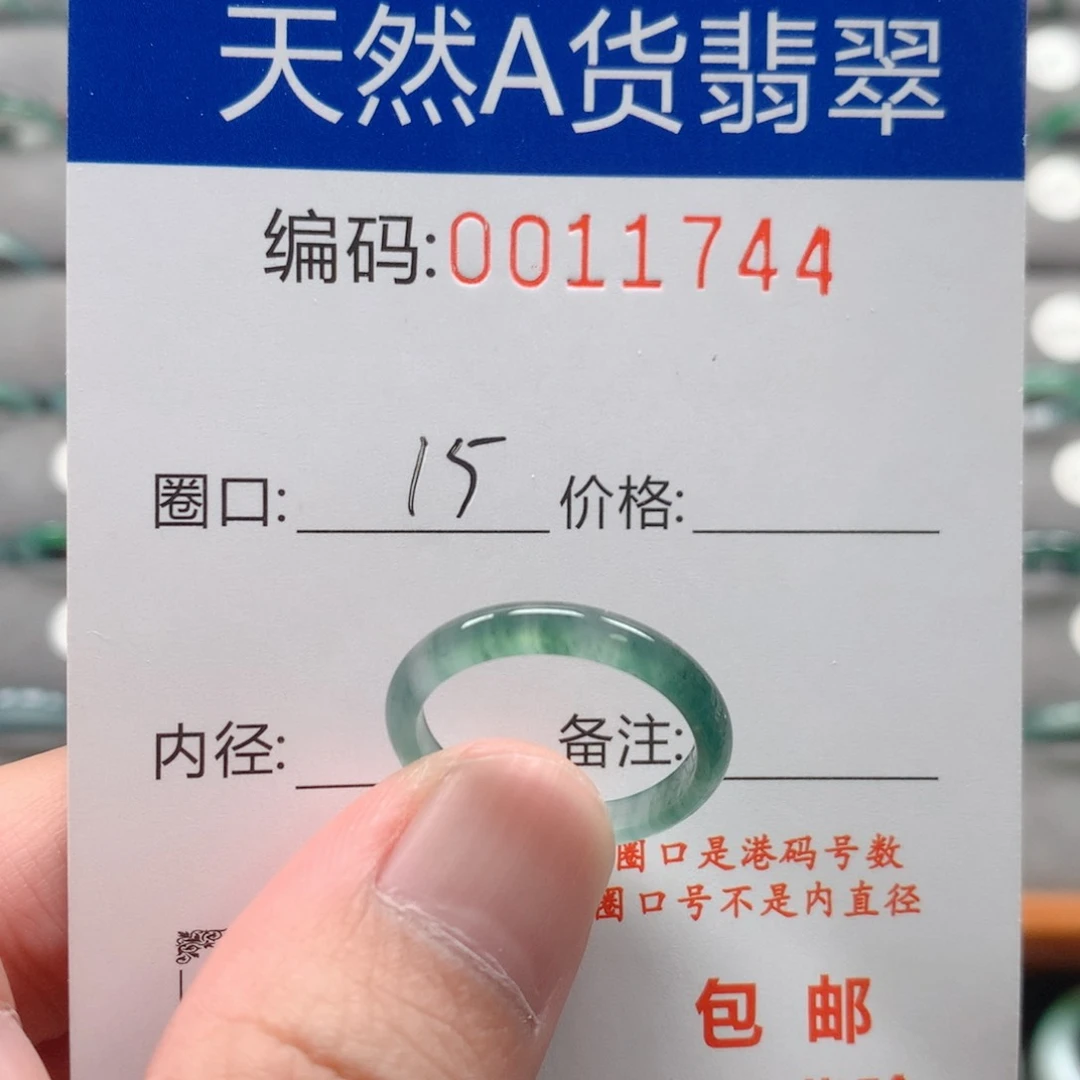 天然A货翡翠
编码:0011744
圈口: 15 价格:
内径: 备注:
圈口是港码号数
圈口号不是内直径
包邮